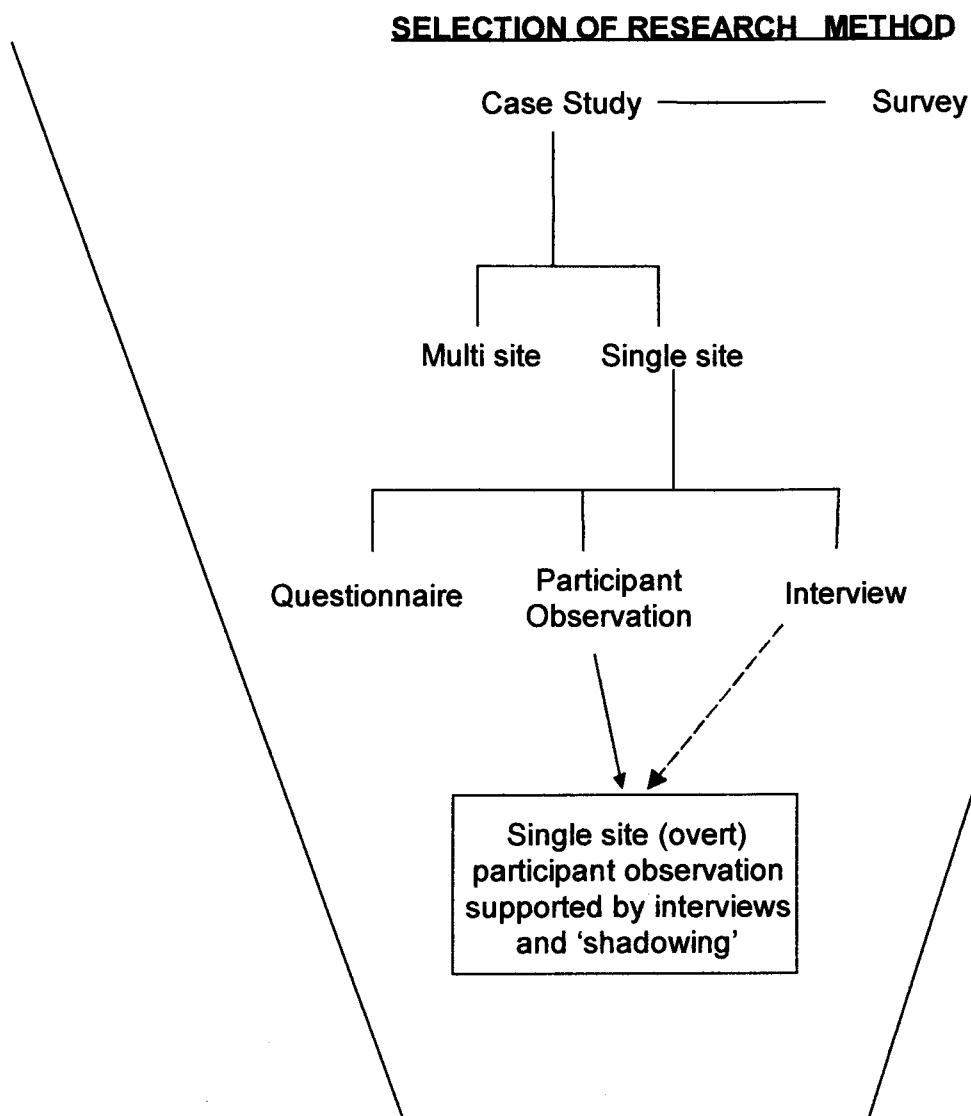 SELECTION OF RESEARCH METHOD
Case Study
Survey
Multi site
Single site
Questionnaire
Participant
Observation
Interview
Single site (overt)
participant observation
supported by interviews
and ‘shadowing’